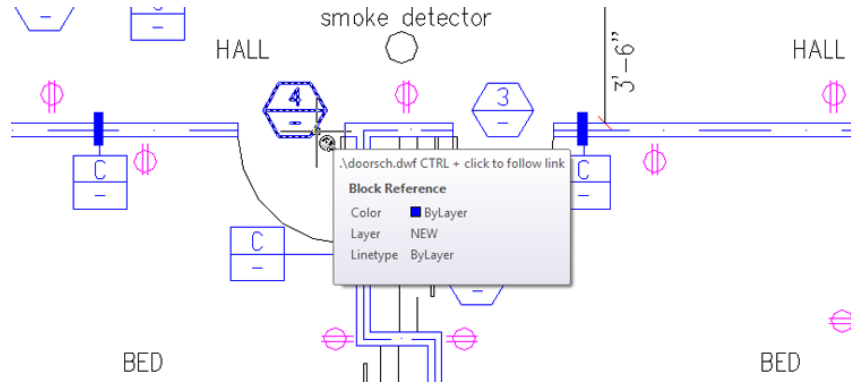 smoke detector
HALL
HALL
3'-6"
4
-
3
-
.\doorsch.dwf CTRL + click to follow link
Block Reference
Color ByLayer
Layer NEW
Linetype ByLayer
C
-
C
-
C
-
BED
BED